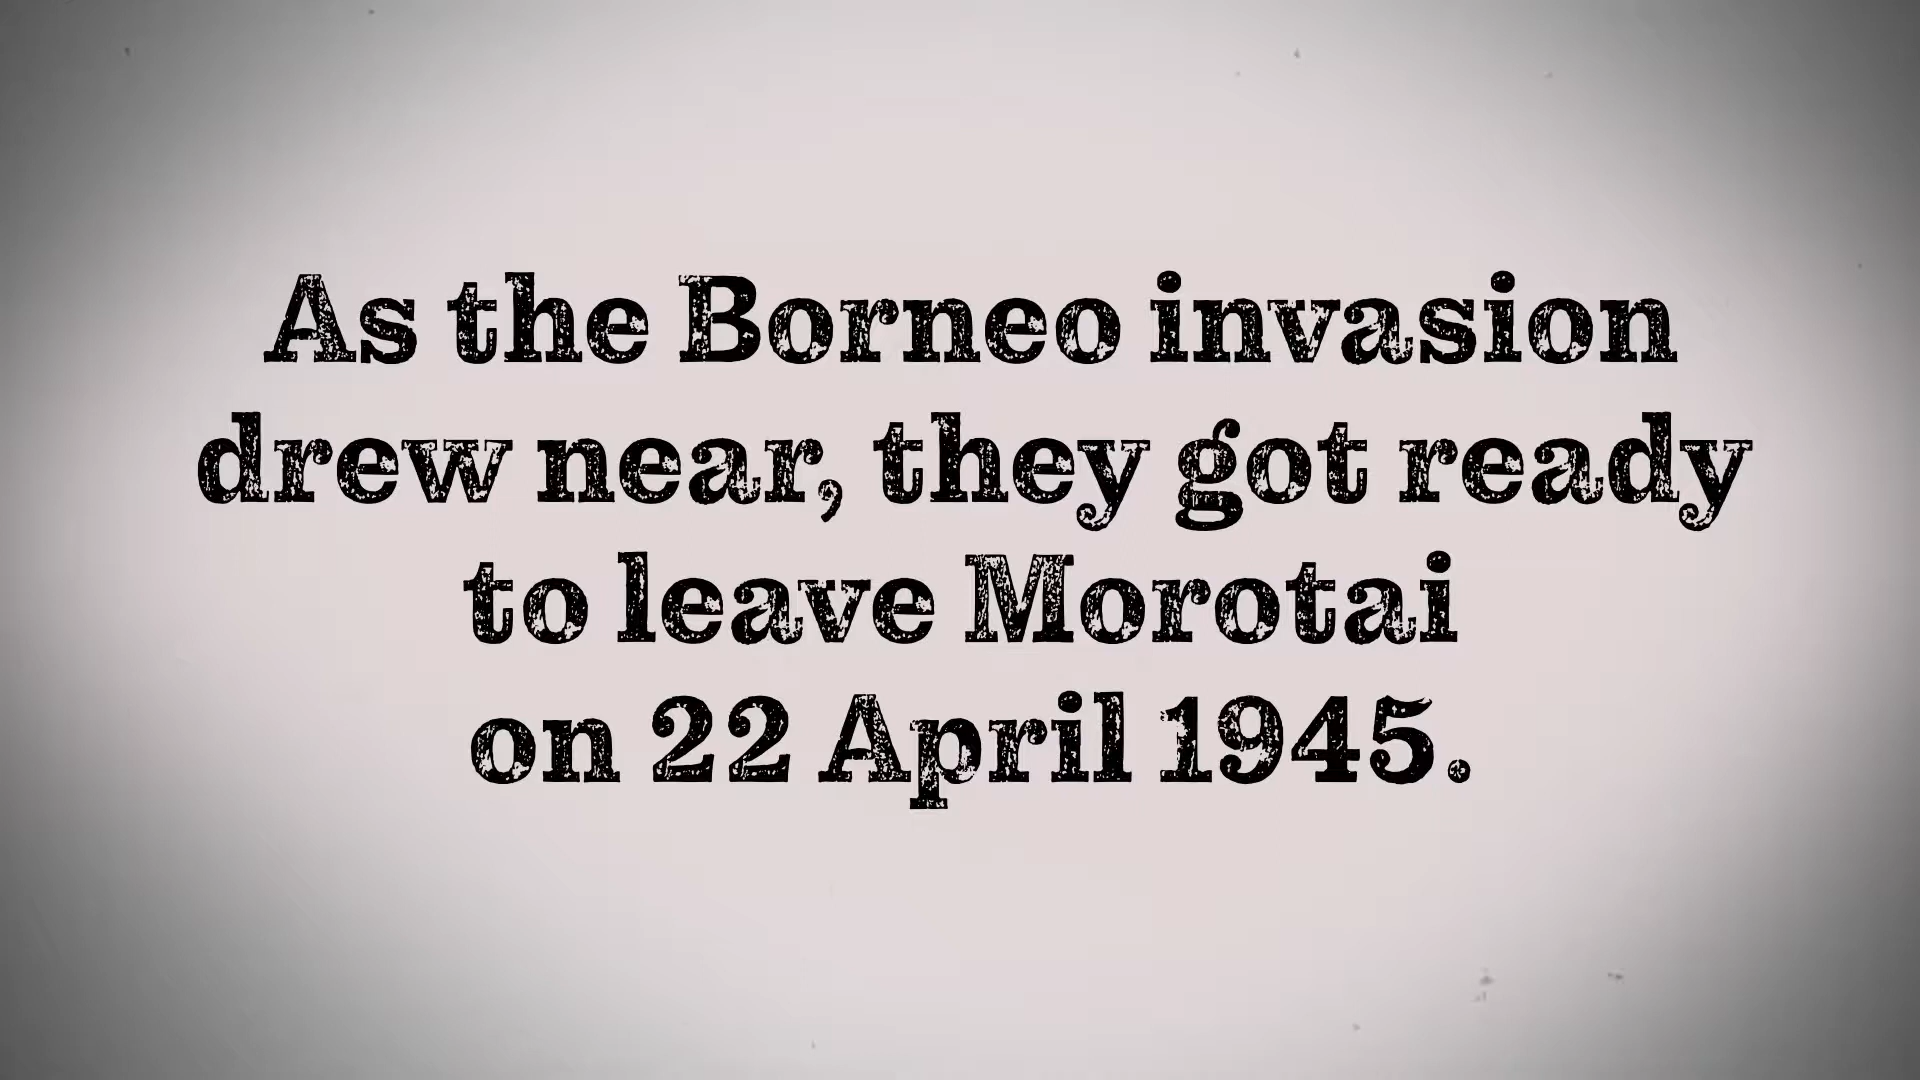 As the Borneo invasion
drew near, they got ready
to leave Morotai
on 22 April 1945.